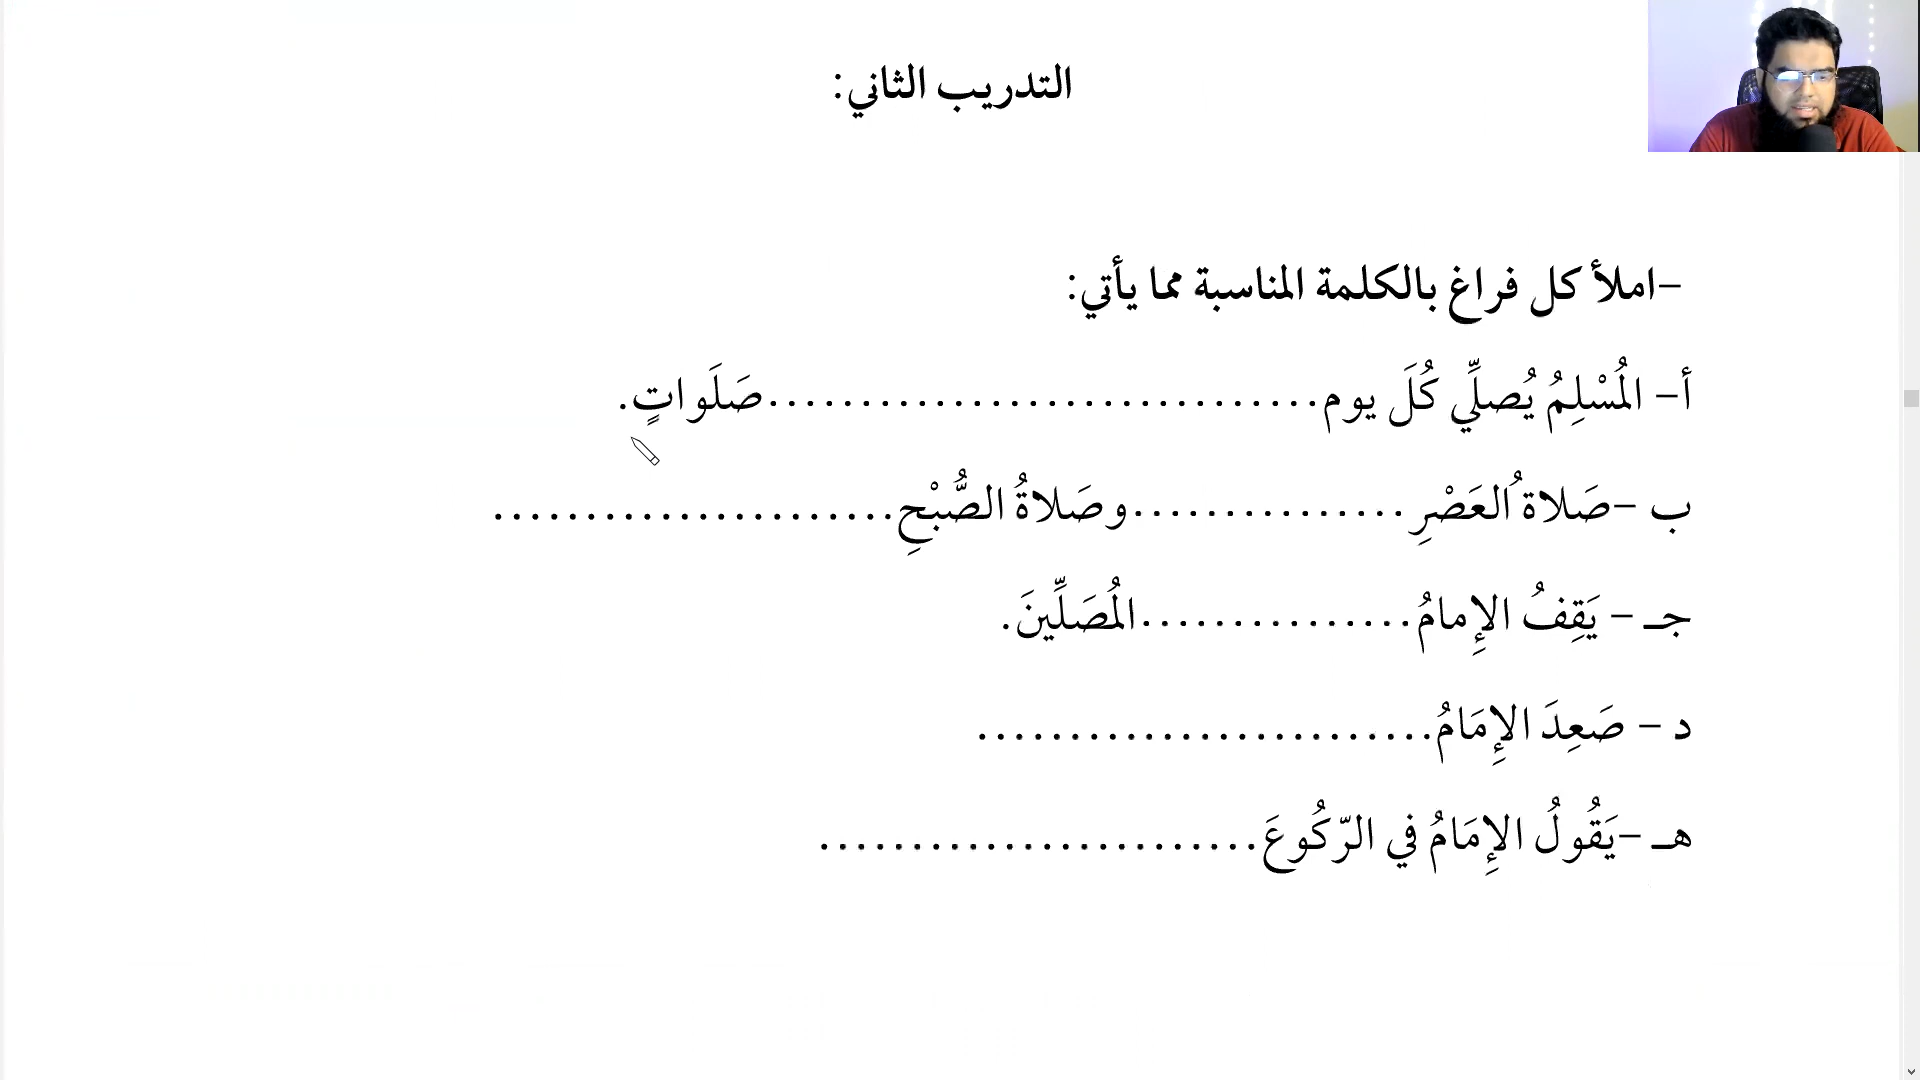 التدريب الثاني:
-املأ كل فراغ بالكلمة المناسبة مما يأتي:
أ- المُسْلِمُ يُصلِّي كُلَ يوم..............................صَلَواتٍ.
ب -صَلاة ُالعَصْرِ ...............وصَلاةُ الصُّبْحِ......................
جـ - يَقِفُ الإِمامُ...............المُصَلِّينَ.
د - صَعِدَ الإِمَامُ.........................
هـ -يَقُولُ الإِمَامُ في الرّكُوعَ........................